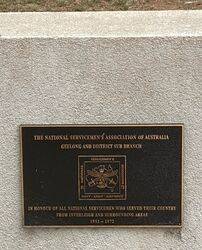 THE NATIONAL SERVICEMEN'S ASSOCIATION OF AUSTRALIA
GEELONG AND DISTRICT SUB BRANCH
IN HONOUR OF ALL NATIONAL SERVICEMEN WHO SERVED THEIR COUNTRY
FROM INVERLEIGH AND SURROUNDING AREAS
1951 - 1972